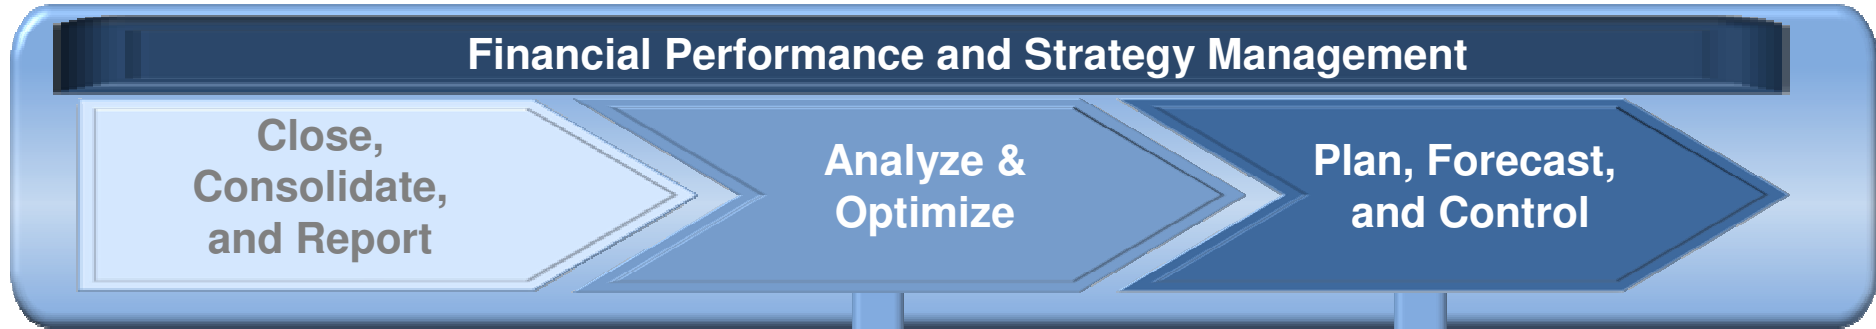 Financial Performance and Strategy Management
Close,
Consolidate,
and Report
Analyze &
Optimize
Plan, Forecast,
and Control